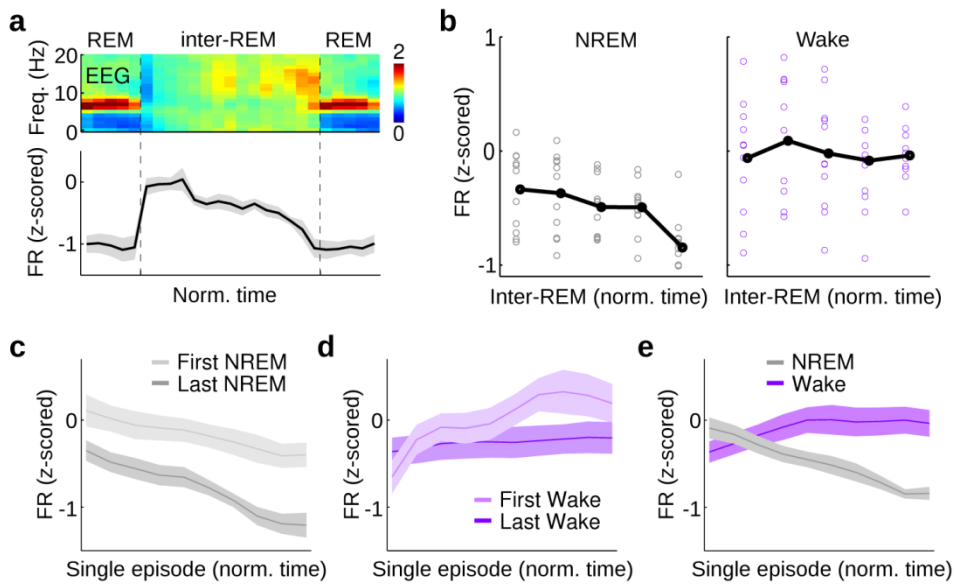 a
REM inter-REM REM
Freq. (Hz)
20
10
0
EEG
2
0
FR (z-scored)
0
-1
Norm. time
b
NREM Wake
FR (z-scored)
1
0
-1
Inter-REM (norm. time) Inter-REM (norm. time)
c
First NREM
Last NREM
FR (z-scored)
0
-1
Single episode (norm. time)
d
FR (z-scored)
0
-1
First Wake
Last Wake
Single episode (norm. time)
e
NREM
Wake
FR (z-scored)
0
-1
Single episode (norm. time)